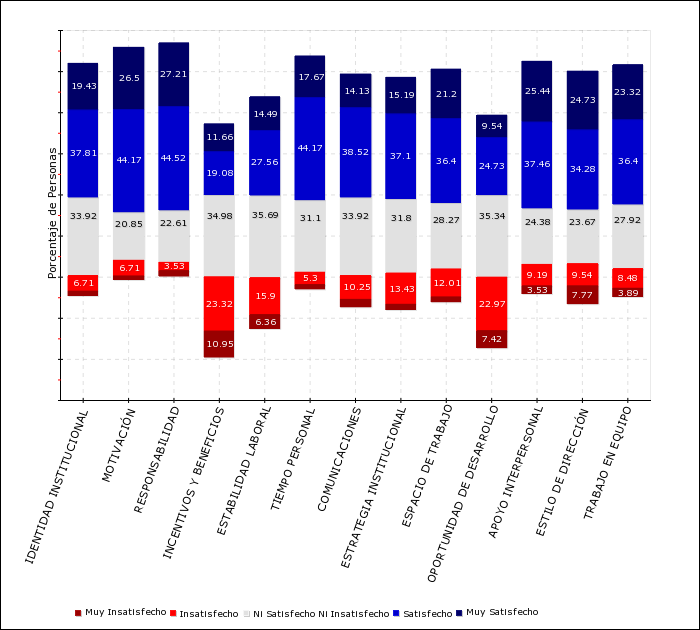 Porcentaje de Personas
19.43 26.5 27.21 11.66 14.49 17.67 14.13 15.19 21.2 9.54 25.44 24.73 23.32
37.81 44.17 44.52 19.08 27.56 44.17 38.52 37.1 36.4 24.73 37.46 34.28 36.4
33.92 20.85 22.61 34.98 35.69 31.1 33.92 31.8 28.27 35.34 24.38 23.67 27.92
6.71 6.71 3.53 23.32 15.9 5.3 10.25 13.43 12.01 22.97 9.19 9.54 8.48
10.95 6.36 7.42 3.53 7.77 3.89
IDENTIDAD INSTITUCIONAL
MOTIVACIÓN
RESPONSABILIDAD
INCENTIVOS Y BENEFICIOS
ESTABILIDAD LABORAL
TIEMPO PERSONAL
COMUNICACIONES
ESTRATEGIA INSTITUCIONAL
ESPACIO DE TRABAJO
OPORTUNIDAD DE DESARROLLO
APOYO INTERPERSONAL
ESTILO DE DIRECCIÓN
TRABAJO EN EQUIPO
Muy Insatisfecho Insatisfecho Ni Satisfecho Ni Insatisfecho Satisfecho Muy Satisfecho